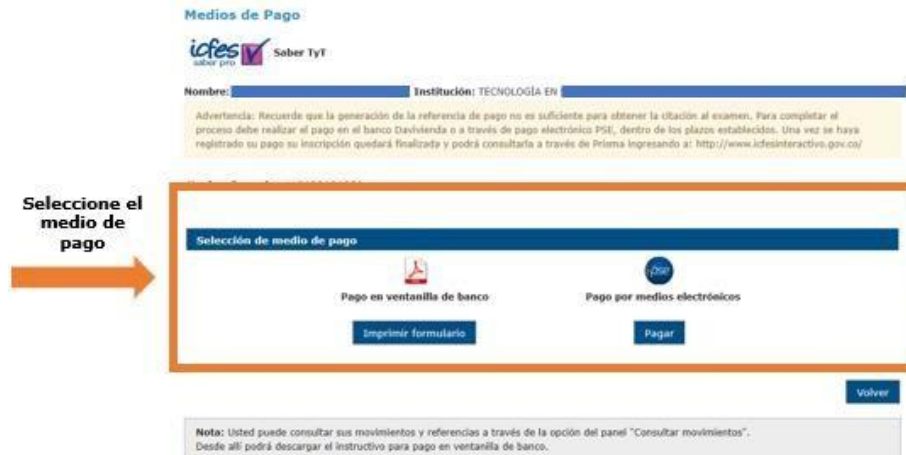 Medios de Pago
icfes
saber pro
Saber TyT
Nombre: Institución: TECNOLOGÍA EN
Advertencia: Recuerde que la generación de la referencia de pago no es suficiente para obtener la citación al examen. Para completar el
proceso debe realizar el pago en el banco Davivienda o a través de pago electrónico PSE, dentro de los plazos establecidos. Una vez se haya
registrado su pago su inscripción quedará finalizada y podrá consultarla a través de Prisma ingresando a: http://www.icfesinteractivo.gov.co/
Seleccione el
medio de
pago
Selección de medio de pago
pse
Pago en ventanilla de banco Pago por medios electrónicos
Imprimir formulario Pagar
Volver
Nota: Usted puede consultar sus movimientos y referencias a través de la opción del panel "Consultar movimientos".
Desde allí podrá descargar el instructivo para pago en ventanilla de banco.